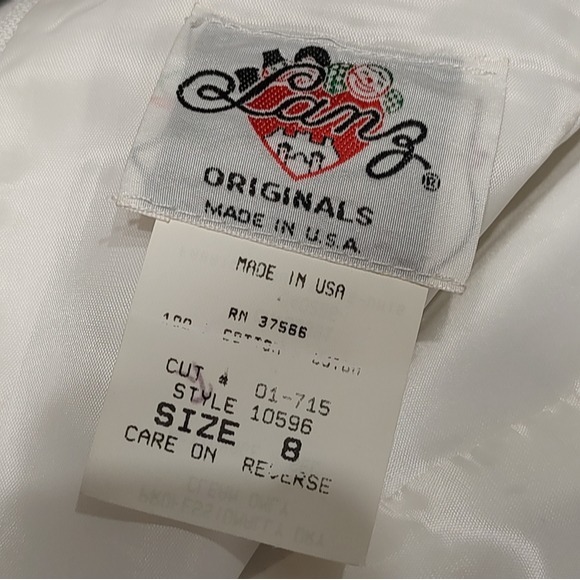 Lanz®
ORIGINALS
MADE IN U.S.A.
MADE IN USA
RN 37566
COTTON
CUT # 01-715
STYLE 10596
SIZE 8
CARE ON REVERSE